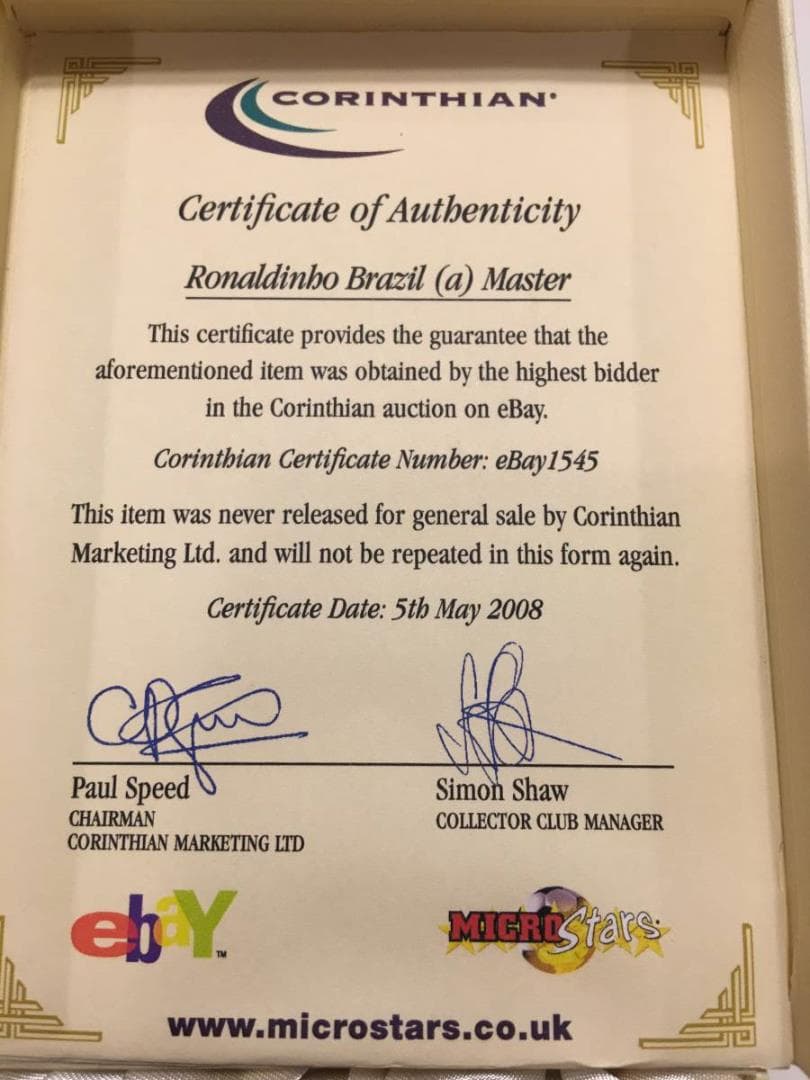 CORINTHIAN
Certificate of Authenticity
Ronaldinho Brazil (a) Master
This certificate provides the guarantee that the
aforementioned item was obtained by the highest bidder
in the Corinthian auction on eBay.
Corinthian Certificate Number: eBay1545
This item was never released for general sale by Corinthian
Marketing Ltd. and will not be repeated in this form again.
Certificate Date: 5th May 2008
Paul Speed
CHAIRMAN
CORINTHIAN MARKETING LTD
Simon Shaw
COLLECTOR CLUB MANAGER
ebaY™
MICROStars
www.microstars.co.uk